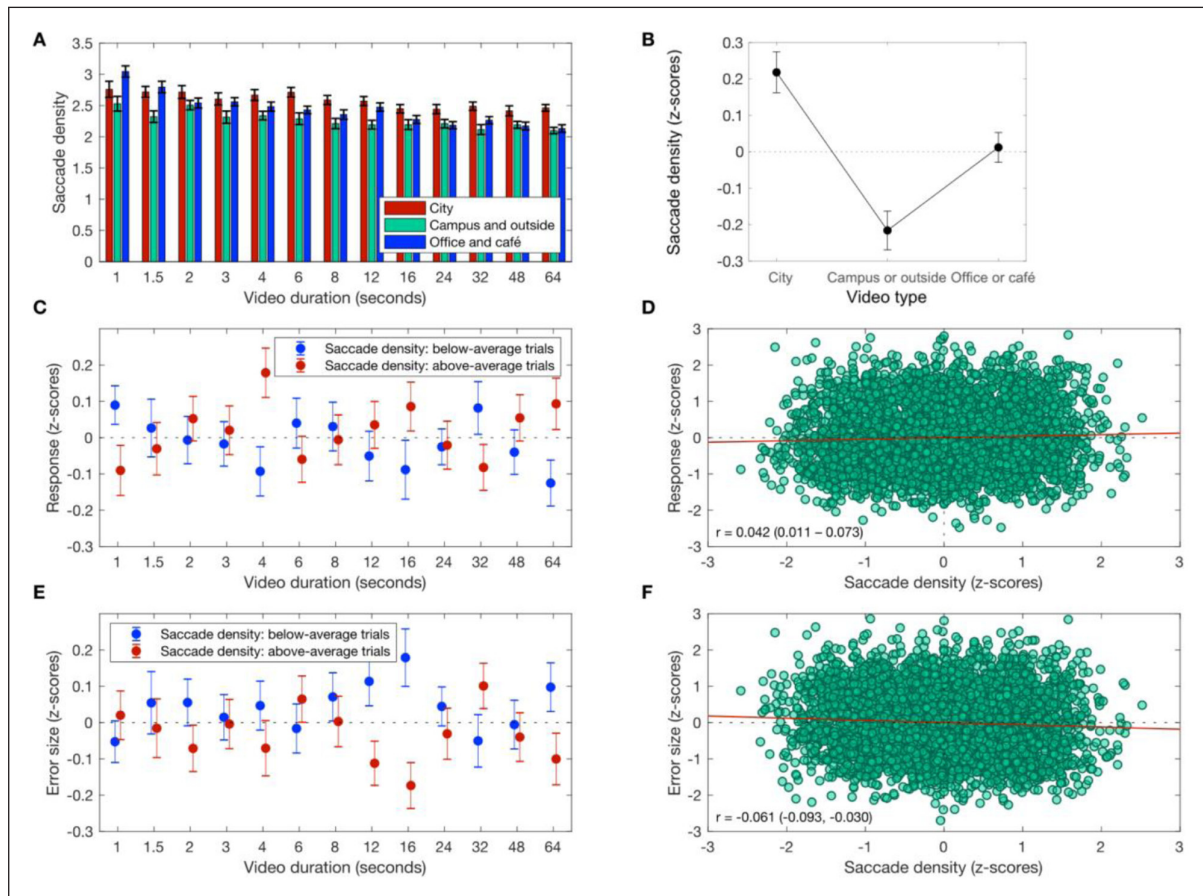 A
3.5
3
2.5
2
1.5
1
0.5
0
Saccade density
City
Campus and outside
Office and café
1 1.5 2 3 4 6 8 12 16 24 32 48 64
Video duration (seconds)
B
0.3
0.2
0.1
0
-0.1
-0.2
-0.3
Saccade density (z-scores)
City Campus or outside Office or café
Video type
C
0.2
0.1
0
-0.1
-0.2
-0.3
Response (z-scores)
Saccade density: below-average trials
Saccade density: above-average trials
1 1.5 2 3 4 6 8 12 16 24 32 48 64
Video duration (seconds)
D
3
2
1
0
-1
-2
-3
Response (z-scores)
r = 0.042 (0.011 – 0.073)
-3 -2 -1 0 1 2 3
Saccade density (z-scores)
E
0.2
0.1
0
-0.1
-0.2
-0.3
Error size (z-scores)
Saccade density: below-average trials
Saccade density: above-average trials
1 1.5 2 3 4 6 8 12 16 24 32 48 64
Video duration (seconds)
F
3
2
1
0
-1
-2
-3
Error size (z-scores)
r = -0.061 (-0.093, -0.030)
-3 -2 -1 0 1 2 3
Saccade density (z-scores)